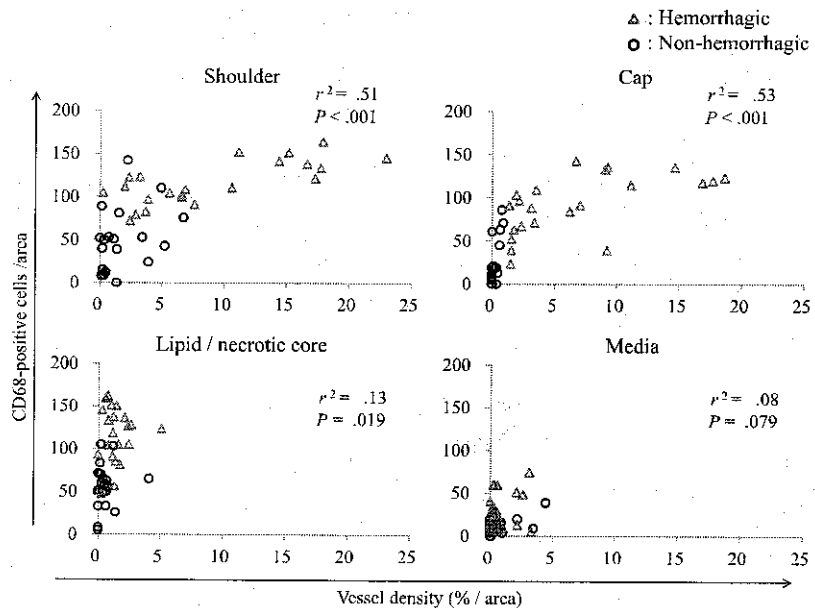 △ : Hemorrhagic
○ : Non-hemorrhagic
Shoulder
r² = .51
P < .001
200
150
100
50
0
0 5 10 15 20 25
Cap
r² = .53
P < .001
200
150
100
50
0
0 5 10 15 20 25
Lipid / necrotic core
r² = .13
P = .019
200
150
100
50
0
0 5 10 15 20 25
Media
r² = .08
P = .079
200
150
100
50
0
0 5 10 15 20 25
CD68-positive cells /area
Vessel density (% / area)